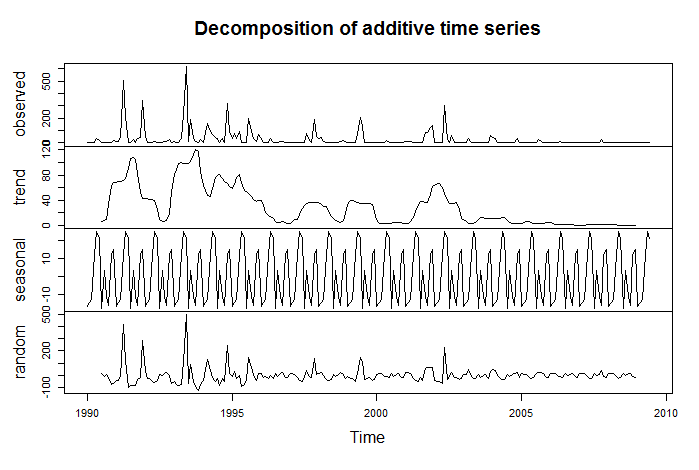 Decomposition of additive time series
observed
0 200 500
trend
0 40 80 120
seasonal
-10 10
random
-100 200 500
1990 1995 2000 2005 2010
Time